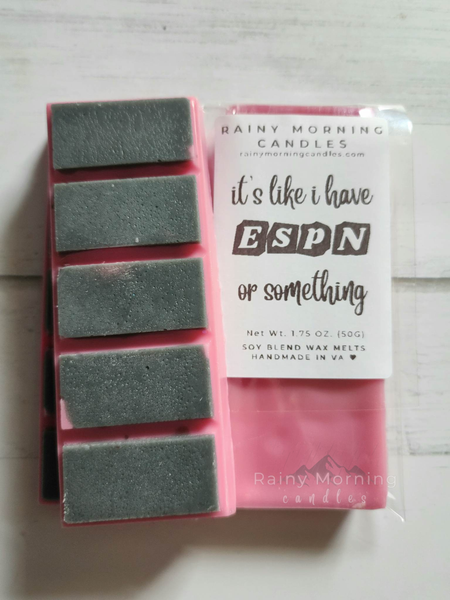 RAINY MORNING
CANDLES
rainymorningcandles.com
it's like i have
ESPN
or something
Net Wt. 1.75 OZ. (50G)
SOY BLEND WAX MELTS
HANDMADE IN VA ♥
Rainy Morning
candles